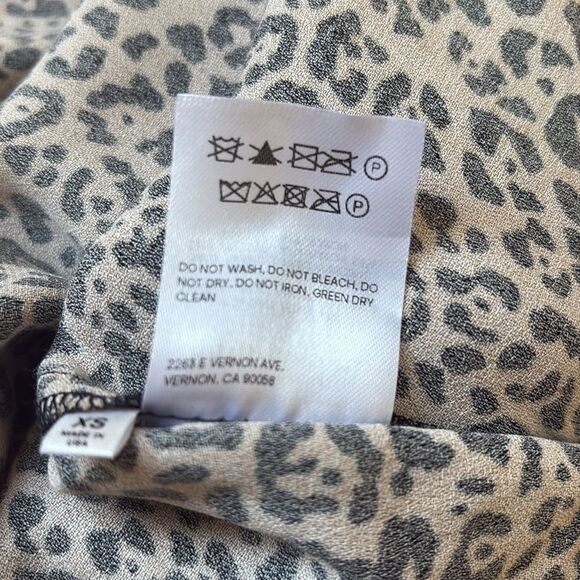 P
P
DO NOT WASH, DO NOT BLEACH, DO
NOT DRY, DO NOT IRON, GREEN DRY
CLEAN
2263 E VERNON AVE,
VERNON, CA 90058
XS
MADE IN
USA